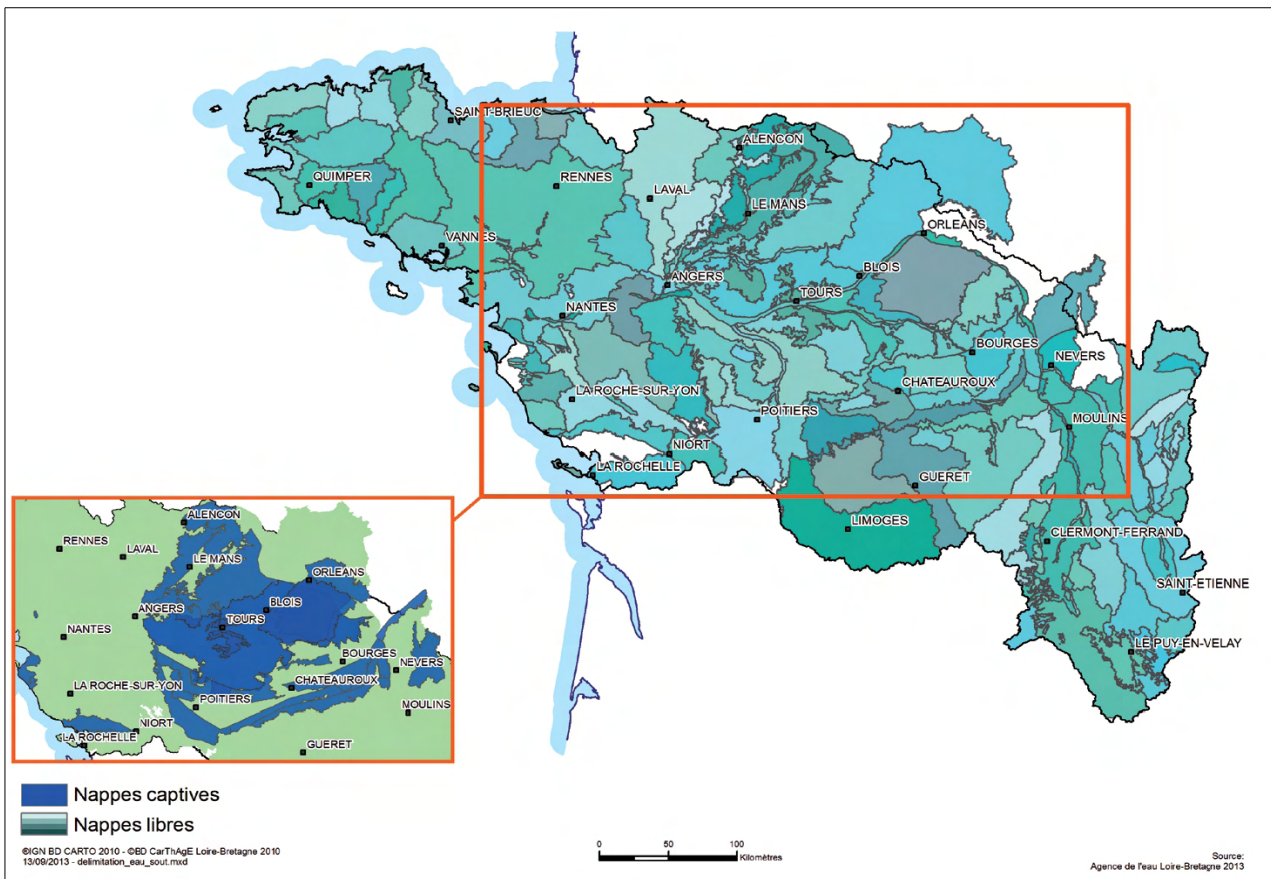 SAINT-BRIEUC
ALENCON
QUIMPER
RENNES
LAVAL
LE MANS
ORLEANS
VANNES
BLOIS
ANGERS
TOURS
NANTES
BOURGES
NEVERS
CHATEAUROUX
LA ROCHE-SUR-YON
POITIERS
MOULINS
NIORT
LA ROCHELLE
GUERET
LIMOGES
CLERMONT-FERRAND
SAINT-ETIENNE
LE PUY-EN-VELAY
ALENCON
RENNES
LAVAL
LE MANS
ORLEANS
BLOIS
ANGERS
TOURS
NANTES
BOURGES
NEVERS
CHATEAUROUX
LA ROCHE-SUR-YON
POITIERS
MOULINS
NIORT
LA ROCHELLE
GUERET
Nappes captives
Nappes libres
©IGN BD CARTO 2010 - ©BD CarThAgE Loire-Bretagne 2010
13/09/2013 - delimitation_eau_sout.mxd
0 50 100
Kilomètres
Source:
Agence de l'eau Loire-Bretagne 2013